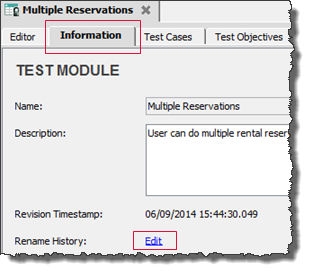 Multiple Reservations
Editor Information Test Cases Test Objectives
TEST MODULE
Name: Multiple Reservations
Description: User can do multiple rental
Revision Timestamp: 06/09/2014 15:44:30.049
Rename History: Edit